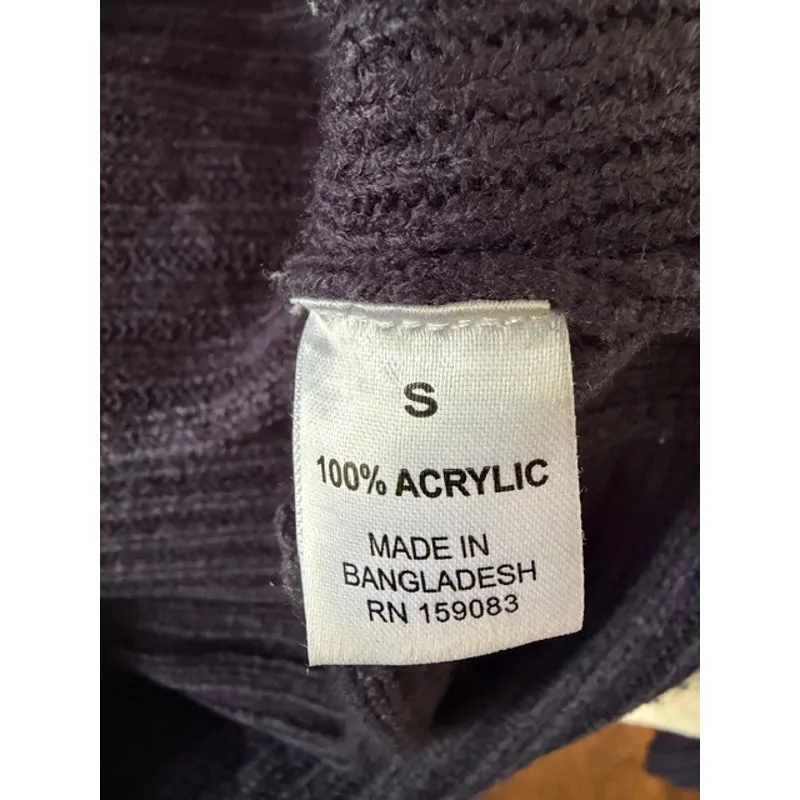 S
100% ACRYLIC
MADE IN
BANGLADESH
RN 159083